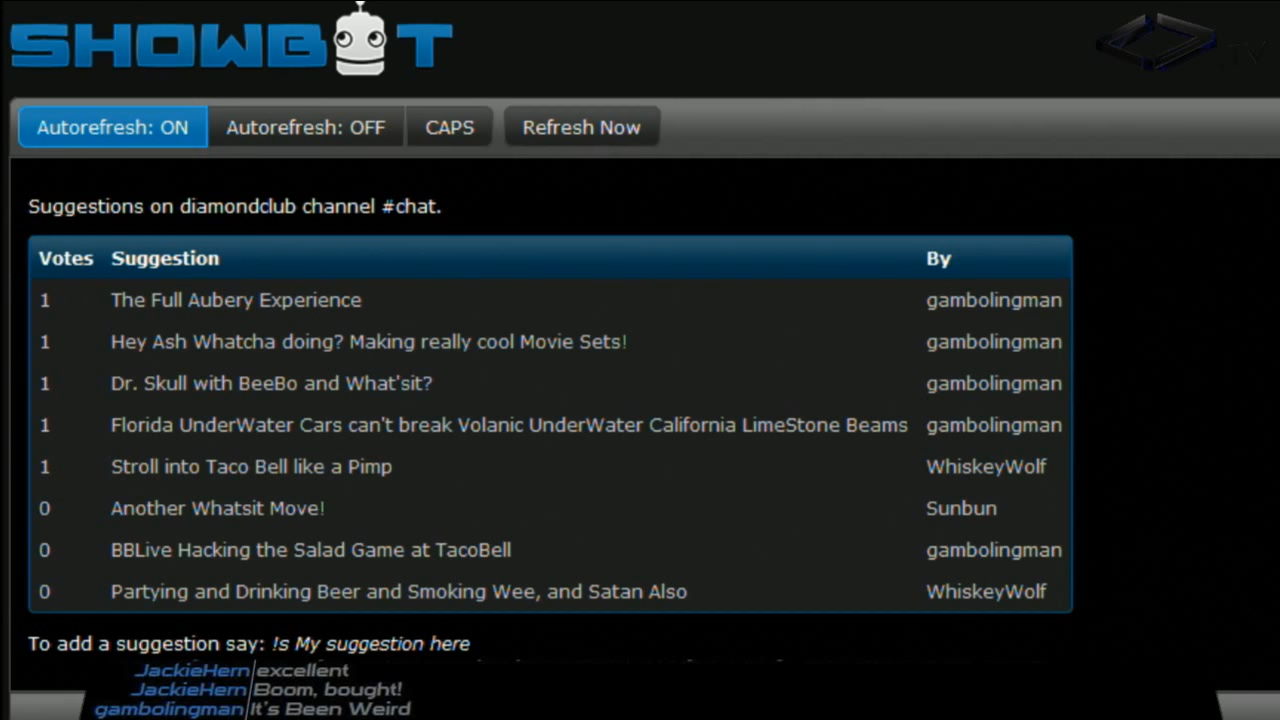 SHOWBOT
TV
Autorefresh: ON Autorefresh: OFF CAPS Refresh Now
Suggestions on diamondclub channel #chat.
Votes Suggestion By
1 The Full Aubery Experience gambolingman
1 Hey Ash Whatcha doing? Making really cool Movie Sets! gambolingman
1 Dr. Skull with BeeBo and What'sit? gambolingman
1 Florida UnderWater Cars can't break Volanic UnderWater California LimeStone Beams gambolingman
1 Stroll into Taco Bell like a Pimp WhiskeyWolf
0 Another Whatsit Move! Sunbun
0 BBLive Hacking the Salad Game at TacoBell gambolingman
0 Partying and Drinking Beer and Smoking Wee, and Satan Also WhiskeyWolf
To add a suggestion say: !s My suggestion here
JackieHern excellent
JackieHern Boom, bought!
gambolingman It's Been Weird